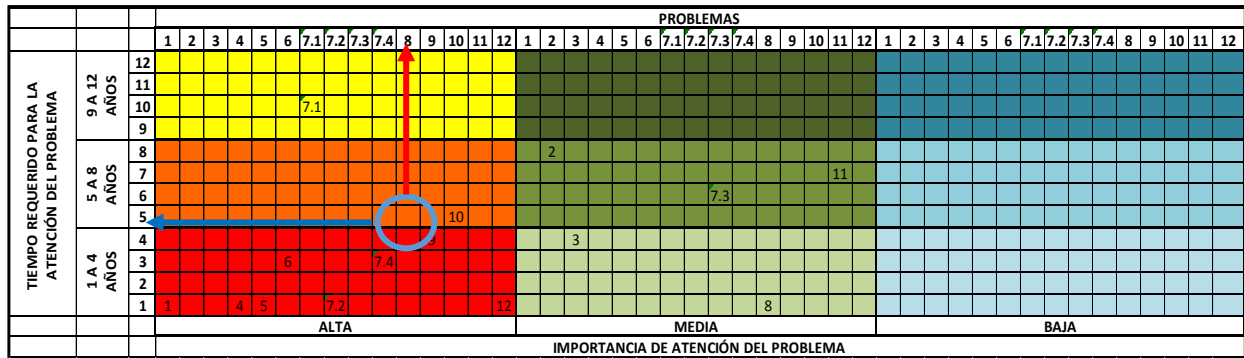 PROBLEMAS
1 2 3 4 5 6 7.1 7.2 7.3 7.4 8 9 10 11 12 1 2 3 4 5 6 7.1 7.2 7.3 7.4 8 9 10 11 12 1 2 3 4 5 6 7.1 7.2 7.3 7.4 8 9 10 11 12
TIEMPO REQUERIDO PARA LA
ATENCIÓN DEL PROBLEMA
9 A 12
AÑOS
12
11
10 7.1
9
5 A 8
AÑOS
8 2
7 11
6 7.3
5 10
1 A 4
AÑOS
4 9 3
3 6 7.4
2
1 1 4 5 7.2 12 8
ALTA MEDIA BAJA
IMPORTANCIA DE ATENCIÓN DEL PROBLEMA